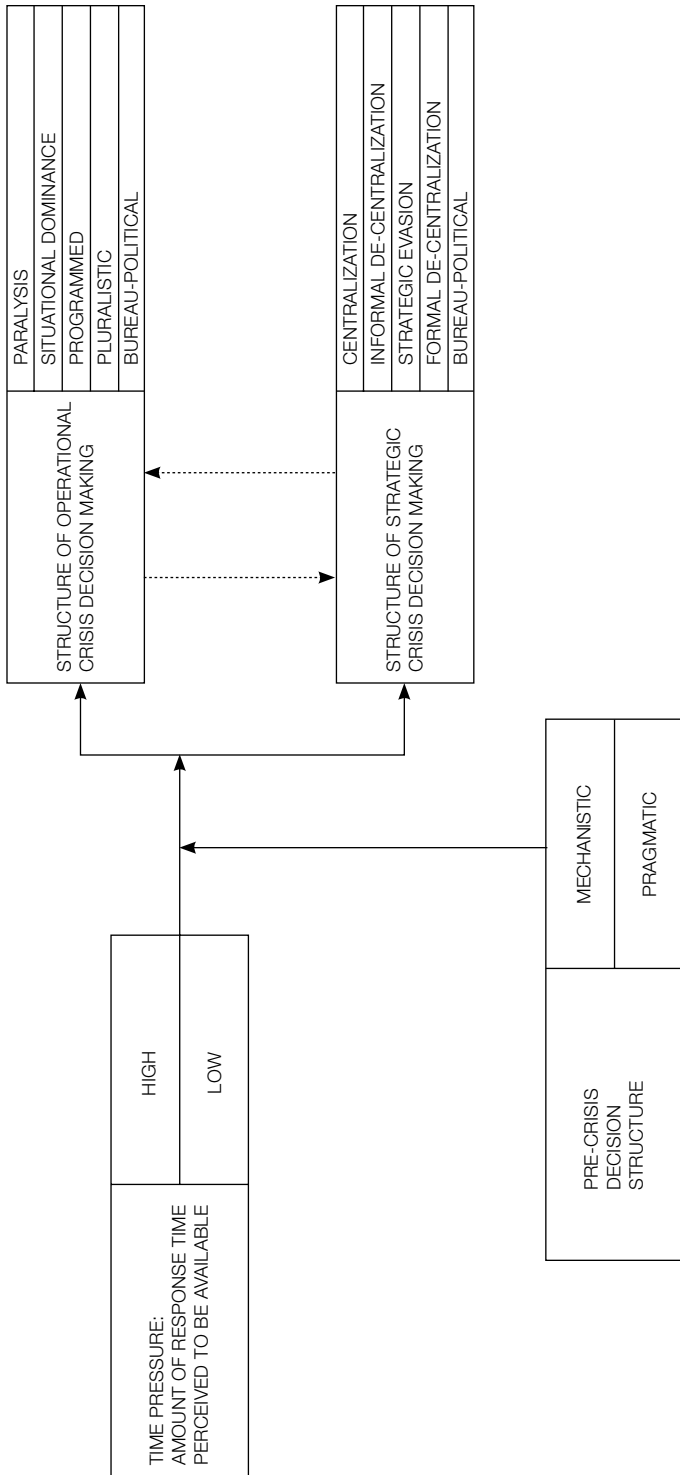 TIME PRESSURE:
AMOUNT OF RESPONSE TIME
PERCEIVED TO BE AVAILABLE
HIGH
LOW
PRE-CRISIS
DECISION
STRUCTURE
MECHANISTIC
PRAGMATIC
STRUCTURE OF OPERATIONAL
CRISIS DECISION MAKING
PARALYSIS
SITUATIONAL DOMINANCE
PROGRAMMED
PLURALISTIC
BUREAU-POLITICAL
STRUCTURE OF STRATEGIC
CRISIS DECISION MAKING
CENTRALIZATION
INFORMAL DE-CENTRALIZATION
STRATEGIC EVASION
FORMAL DE-CENTRALIZATION
BUREAU-POLITICAL